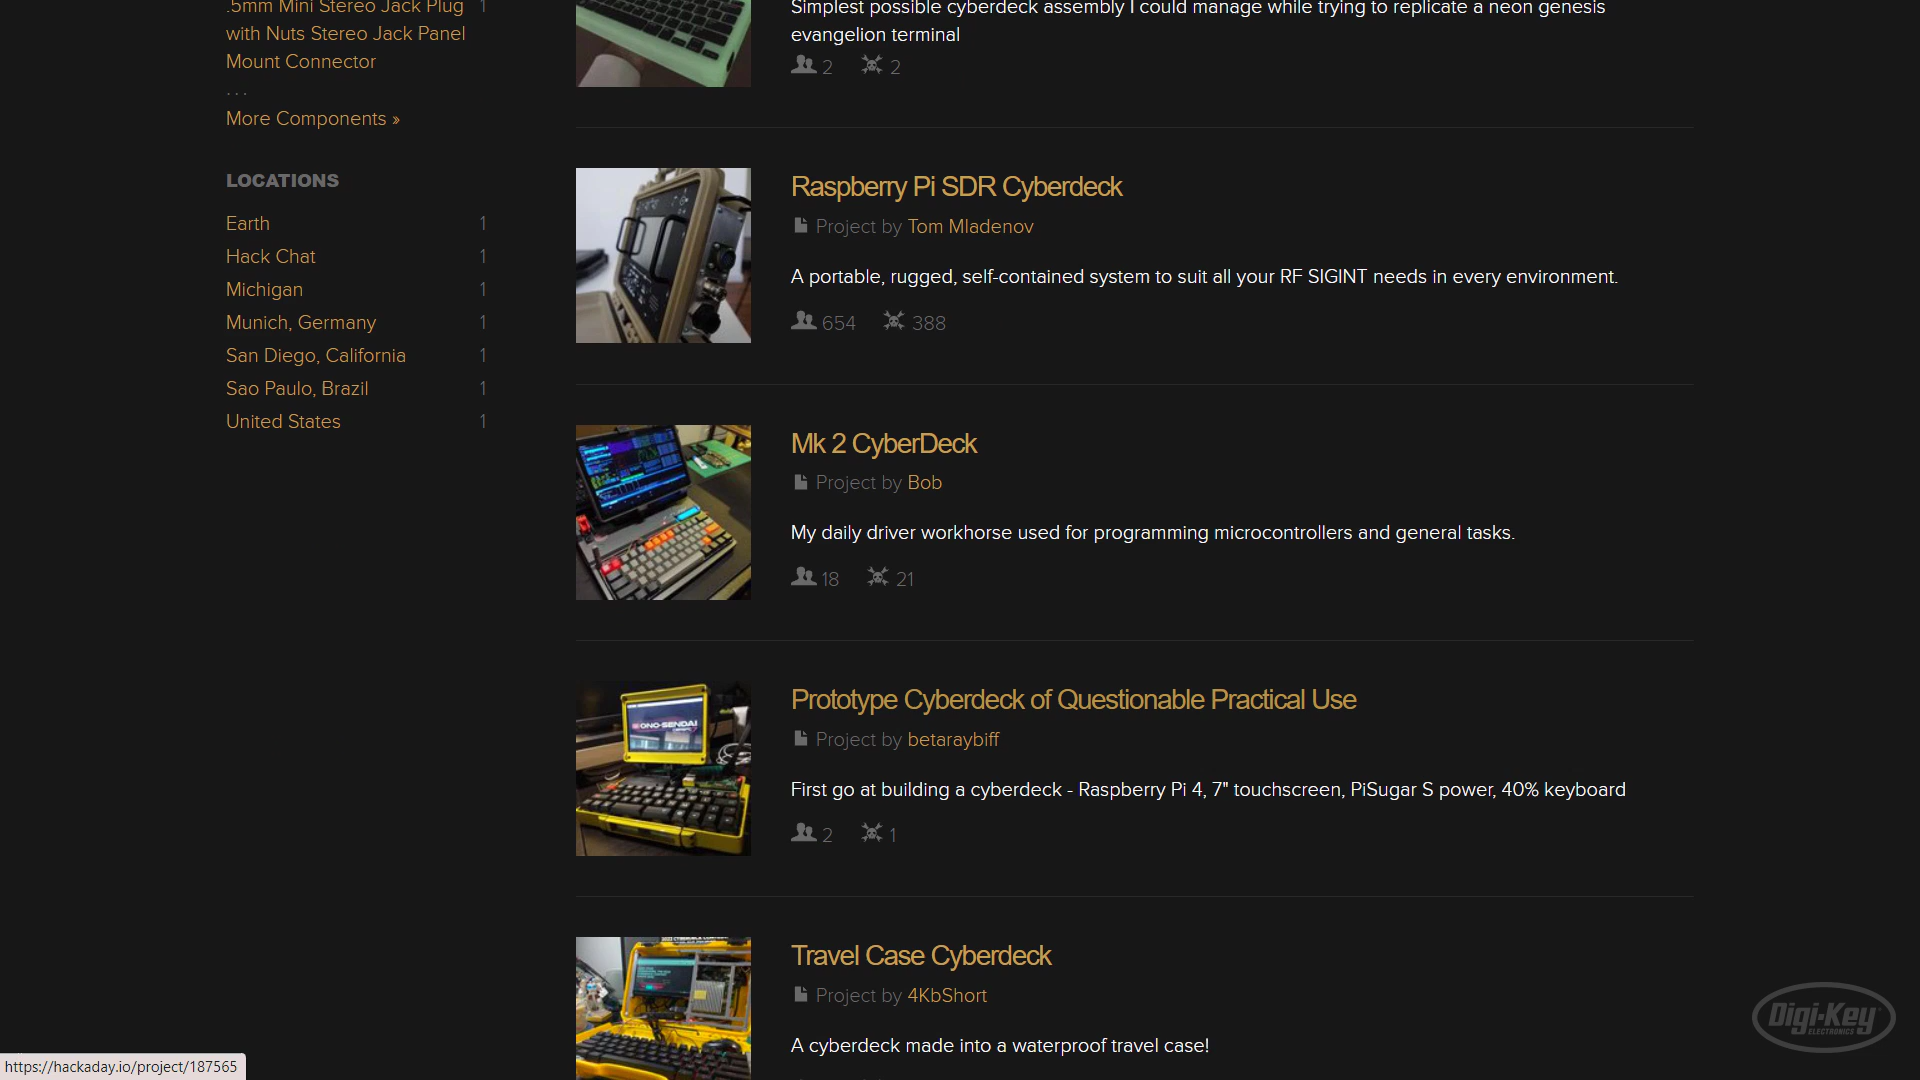 .5mm Mini Stereo Jack Plug 1
with Nuts Stereo Jack Panel
Mount Connector
...
More Components »
LOCATIONS
Earth 1
Hack Chat 1
Michigan 1
Munich, Germany 1
San Diego, California 1
Sao Paulo, Brazil 1
United States 1
Simplest possible cyberdeck assembly I could manage while trying to replicate a neon genesis
evangelion terminal
2 2
Raspberry Pi SDR Cyberdeck
Project by Tom Mladenov
A portable, rugged, self-contained system to suit all your RF SIGINT needs in every environment.
654 388
Mk 2 CyberDeck
Project by Bob
My daily driver workhorse used for programming microcontrollers and general tasks.
18 21
Prototype Cyberdeck of Questionable Practical Use
Project by betaraybiff
First go at building a cyberdeck - Raspberry Pi 4, 7" touchscreen, PiSugar S power, 40% keyboard
2 1
ONO-SENDAI
Travel Case Cyberdeck
Project by 4KbShort
A cyberdeck made into a waterproof travel case!
Digi-Key
ELECTRONICS
https://hackaday.io/project/187565